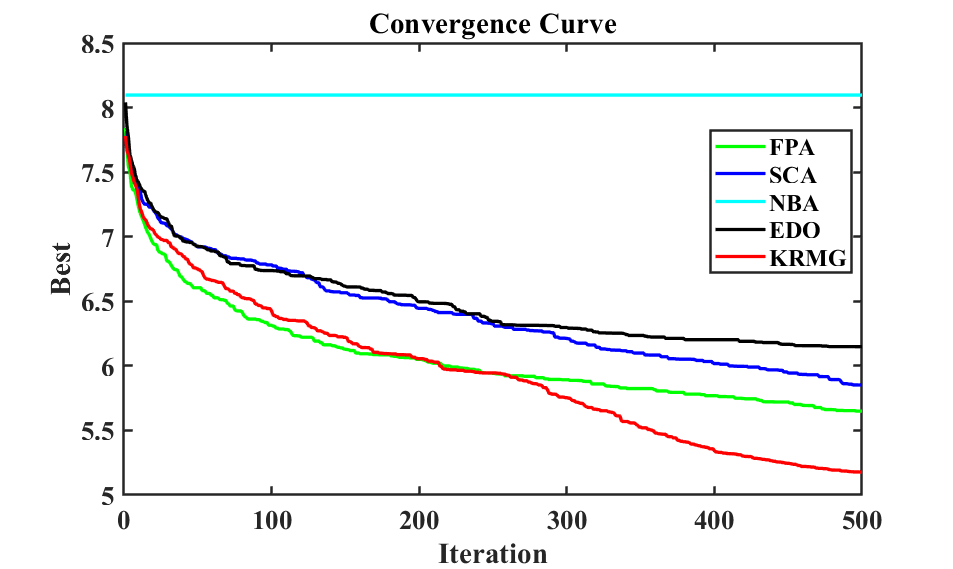 Convergence Curve
8.5
8
7.5
7
6.5
6
5.5
5
Best
FPA
SCA
NBA
EDO
KRMG
0 100 200 300 400 500
Iteration